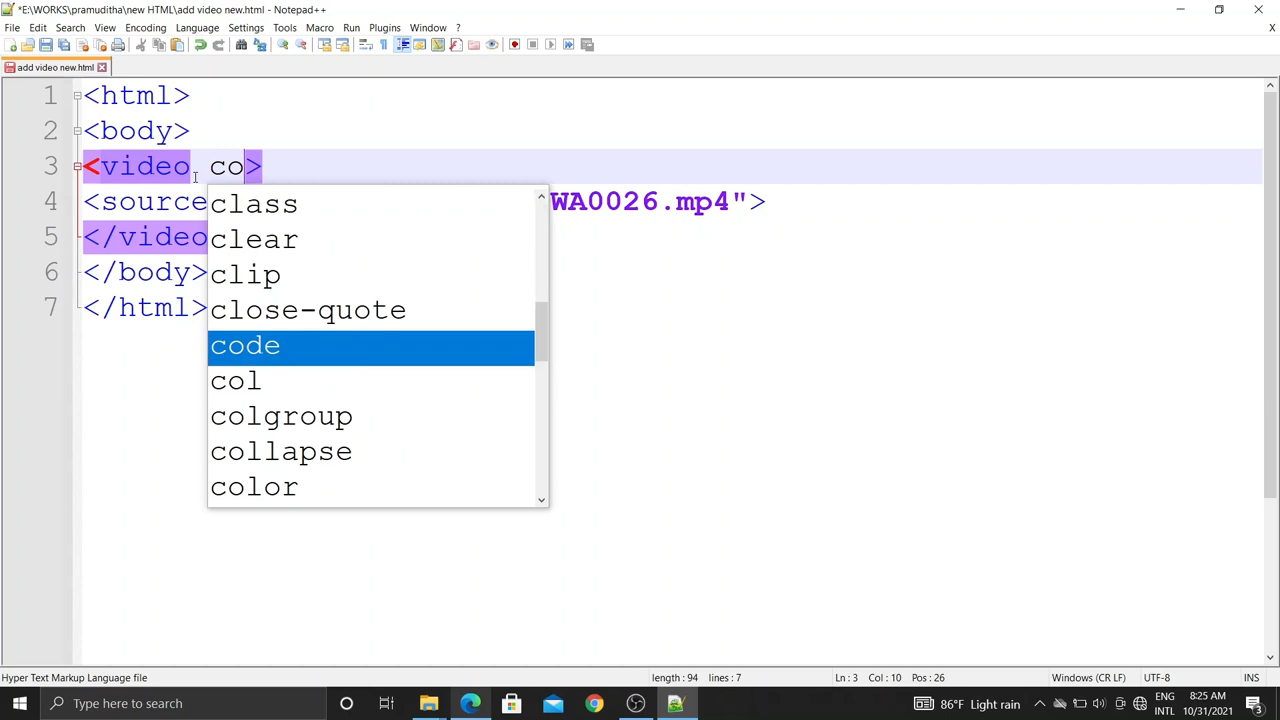 *E:\WORKS\pramuditha\new HTML\add video new.html - Notepad++
File Edit Search View Encoding Language Settings Tools Macro Run Plugins Window ?
X
add video new.html
1 <html>
2 <body>
3 <video co>
4 <source WA0026.mp4">
5 </video
6 </body>
7 </html>
class
clear
clip
close-quote
code
col
colgroup
collapse
color
Hyper Text Markup Language file length : 94 lines : 7 Ln : 3 Col : 10 Pos : 26 Windows (CR LF) UTF-8 INS
Type here to search
86°F Light rain
ENG
INTL
8:25 AM
10/31/2021
3